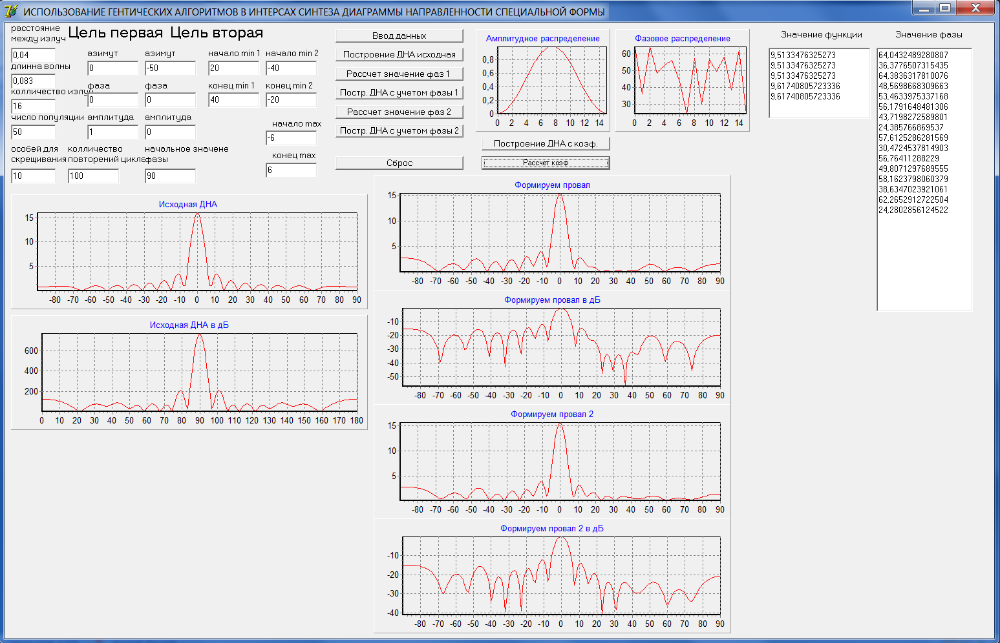 ИСПОЛЬЗОВАНИЕ ГЕНТИЧЕСКИХ АЛГОРИТМОВ В ИНТЕРСАХ СИНТЕЗА ДИАГРАММЫ НАПРАВЛЕННОСТИ СПЕЦИАЛЬНОЙ ФОРМЫ
расстояние
между излуч
0,04
длинна волны
0,083
колличество излуч
16
число популяции
50
особей для
скрещивания
10
Цель первая Цель вторая
азимут
0
фаза
0
амплитуда
1
колличество
повторений цикла
100
азимут
-50
фаза
0
амплитуда
0
начальное значене
фазы
90
начало min 1
20
конец min 1
40
начало min 2
-40
конец min 2
-20
начало max
-6
конец max
6
Ввод данных
Построение ДНА исходная
Рассчет значение фаз 1
Постр. ДНА с учетом фазы 1
Рассчет значение фаз 2
Постр. ДНА с учетом фазы 2
Сброс
Амплитудное распределение
0,8
0,6
0,4
0,2
0
0 2 4 6 8 10 12 14
Фазовое распределение
60
50
40
30
0 2 4 6 8 10 12 14
Построение ДНА с коэф.
Рассчет коэф
Значение функции
9,5133476325273
9,5133476325273
9,5133476325273
9,61740805723336
9,61740805723336
Значение фазы
64,0432489280807
36,3776507315435
64,3836317810076
48,5698668309663
53,4633975337168
56,1791648481306
43,7198272589801
24,385766869537
57,6125286281569
30,4724537814903
56,76411288229
49,8071297689555
58,1623798060379
38,6347023921061
62,2652912722504
24,2802856124522
Исходная ДНА
15
10
5
-80 -70 -60 -50 -40 -30 -20 -10 0 10 20 30 40 50 60 70 80 90
Исходная ДНА в дБ
600
400
200
0 10 20 30 40 50 60 70 80 90 100 110 120 130 140 150 160 170 180
Формируем провал
15
10
5
-80 -70 -60 -50 -40 -30 -20 -10 0 10 20 30 40 50 60 70 80 90
Формируем провал в дБ
-10
-20
-30
-40
-50
-80 -70 -60 -50 -40 -30 -20 -10 0 10 20 30 40 50 60 70 80 90
Формируем провал 2
15
10
5
-80 -70 -60 -50 -40 -30 -20 -10 0 10 20 30 40 50 60 70 80 90
Формируем провал 2 в дБ
-10
-20
-30
-40
-80 -70 -60 -50 -40 -30 -20 -10 0 10 20 30 40 50 60 70 80 90